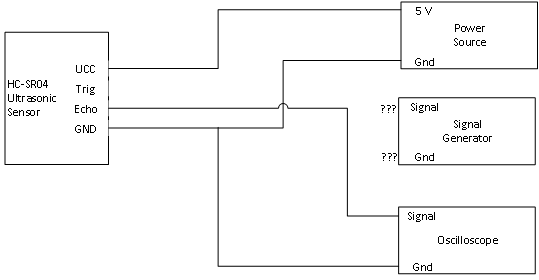 HC-SR04
Ultrasonic
Sensor
UCC
Trig
Echo
GND
5 V
Power
Source
Gnd
???
Signal
Signal
Generator
???
Gnd
Signal
Oscilloscope
Gnd